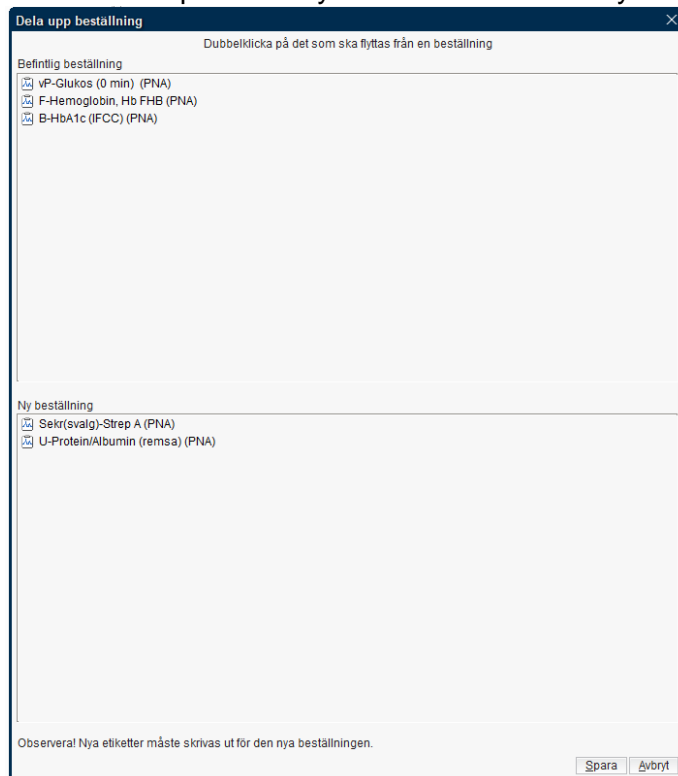 Dela upp beställning
Dubbelklicka på det som ska flyttas från en beställning
Befintlig beställning
vP-Glukos (0 min) (PNA)
F-Hemoglobin, Hb FHB (PNA)
B-HbA1c (IFCC) (PNA)
Ny beställning
Sekr(svalg)-Strep A (PNA)
U-Protein/Albumin (remsa) (PNA)
Observera! Nya etiketter måste skrivas ut för den nya beställningen.
Spara Avbryt